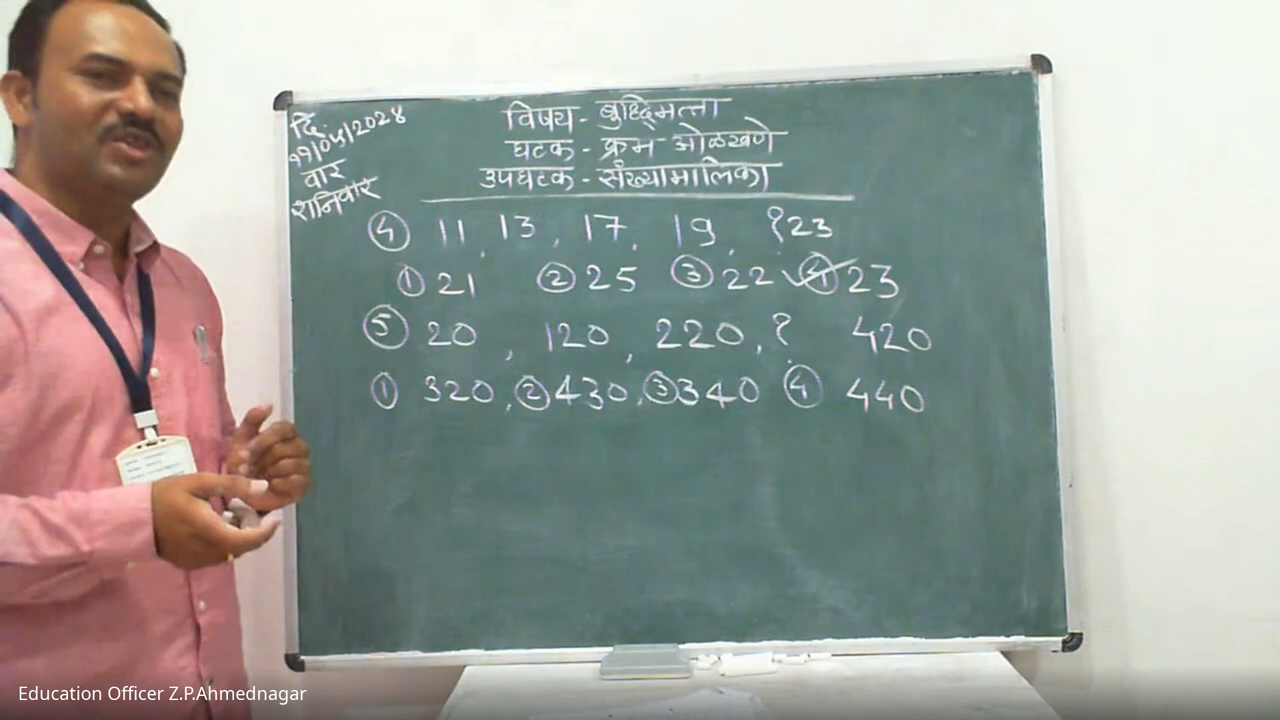 दि.
११/०५/2024
वार
शनिवार
विषय - बुद्धिमत्ता
घटक - क्रम ओळखणे
उपघटक - संख्यामालिका
④ 11, 13, 17, 19, ? 23
① 21 ② 25 ③ 22 ✓④ 23
⑤ 20, 120, 220, ? 420
① 320, ② 430, ③ 340 ④ 440
Education Officer Z.P.Ahmednagar